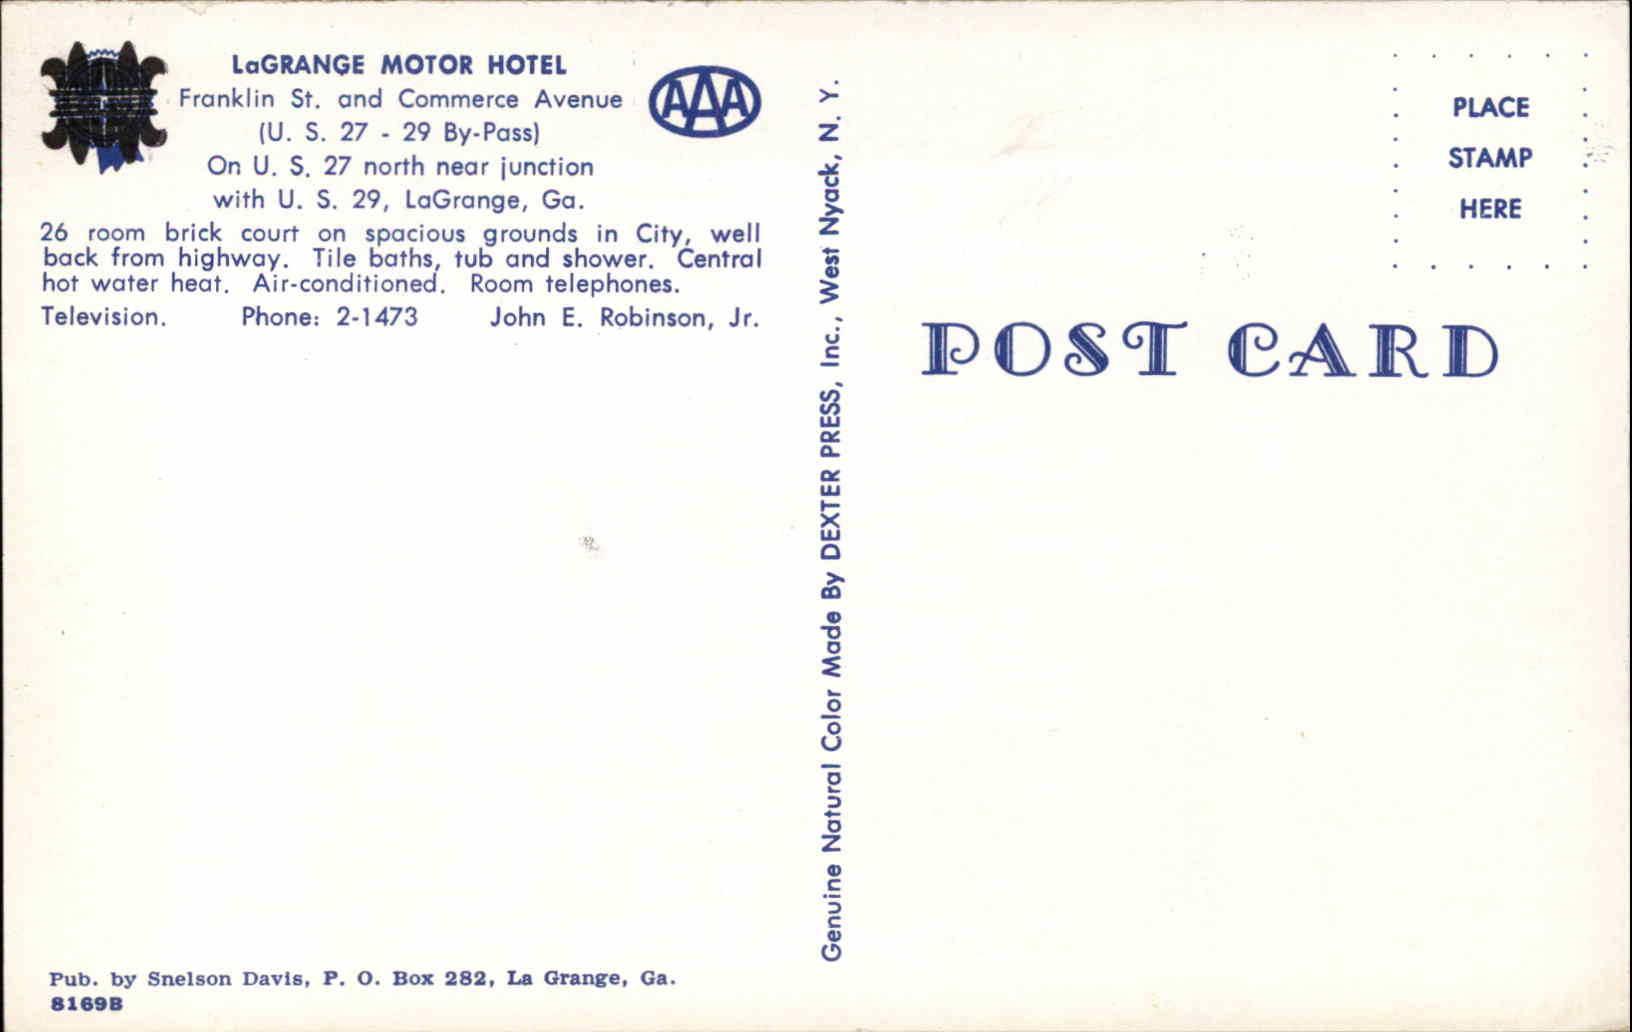 LaGRANGE MOTOR HOTEL
Franklin St. and Commerce Avenue
(U. S. 27 - 29 By-Pass)
On U. S. 27 north near junction
with U. S. 29, LaGrange, Ga.
AAA
26 room brick court on spacious grounds in City, well
back from highway. Tile baths, tub and shower. Central
hot water heat. Air-conditioned. Room telephones.
Television. Phone: 2-1473 John E. Robinson, Jr.
Pub. by Snelson Davis, P. O. Box 282, La Grange, Ga.
8169B
Genuine Natural Color Made By DEXTER PRESS, Inc., West Nyack, N. Y.
PLACE
STAMP
HERE
POST CARD